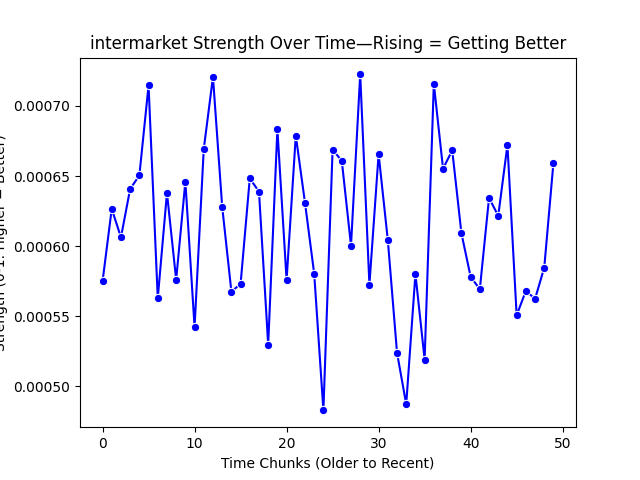 intermarket Strength Over Time—Rising = Getting Better
0.00070
0.00065
0.00060
0.00055
0.00050
Strength (0-1: Higher = Better)
0 10 20 30 40 50
Time Chunks (Older to Recent)